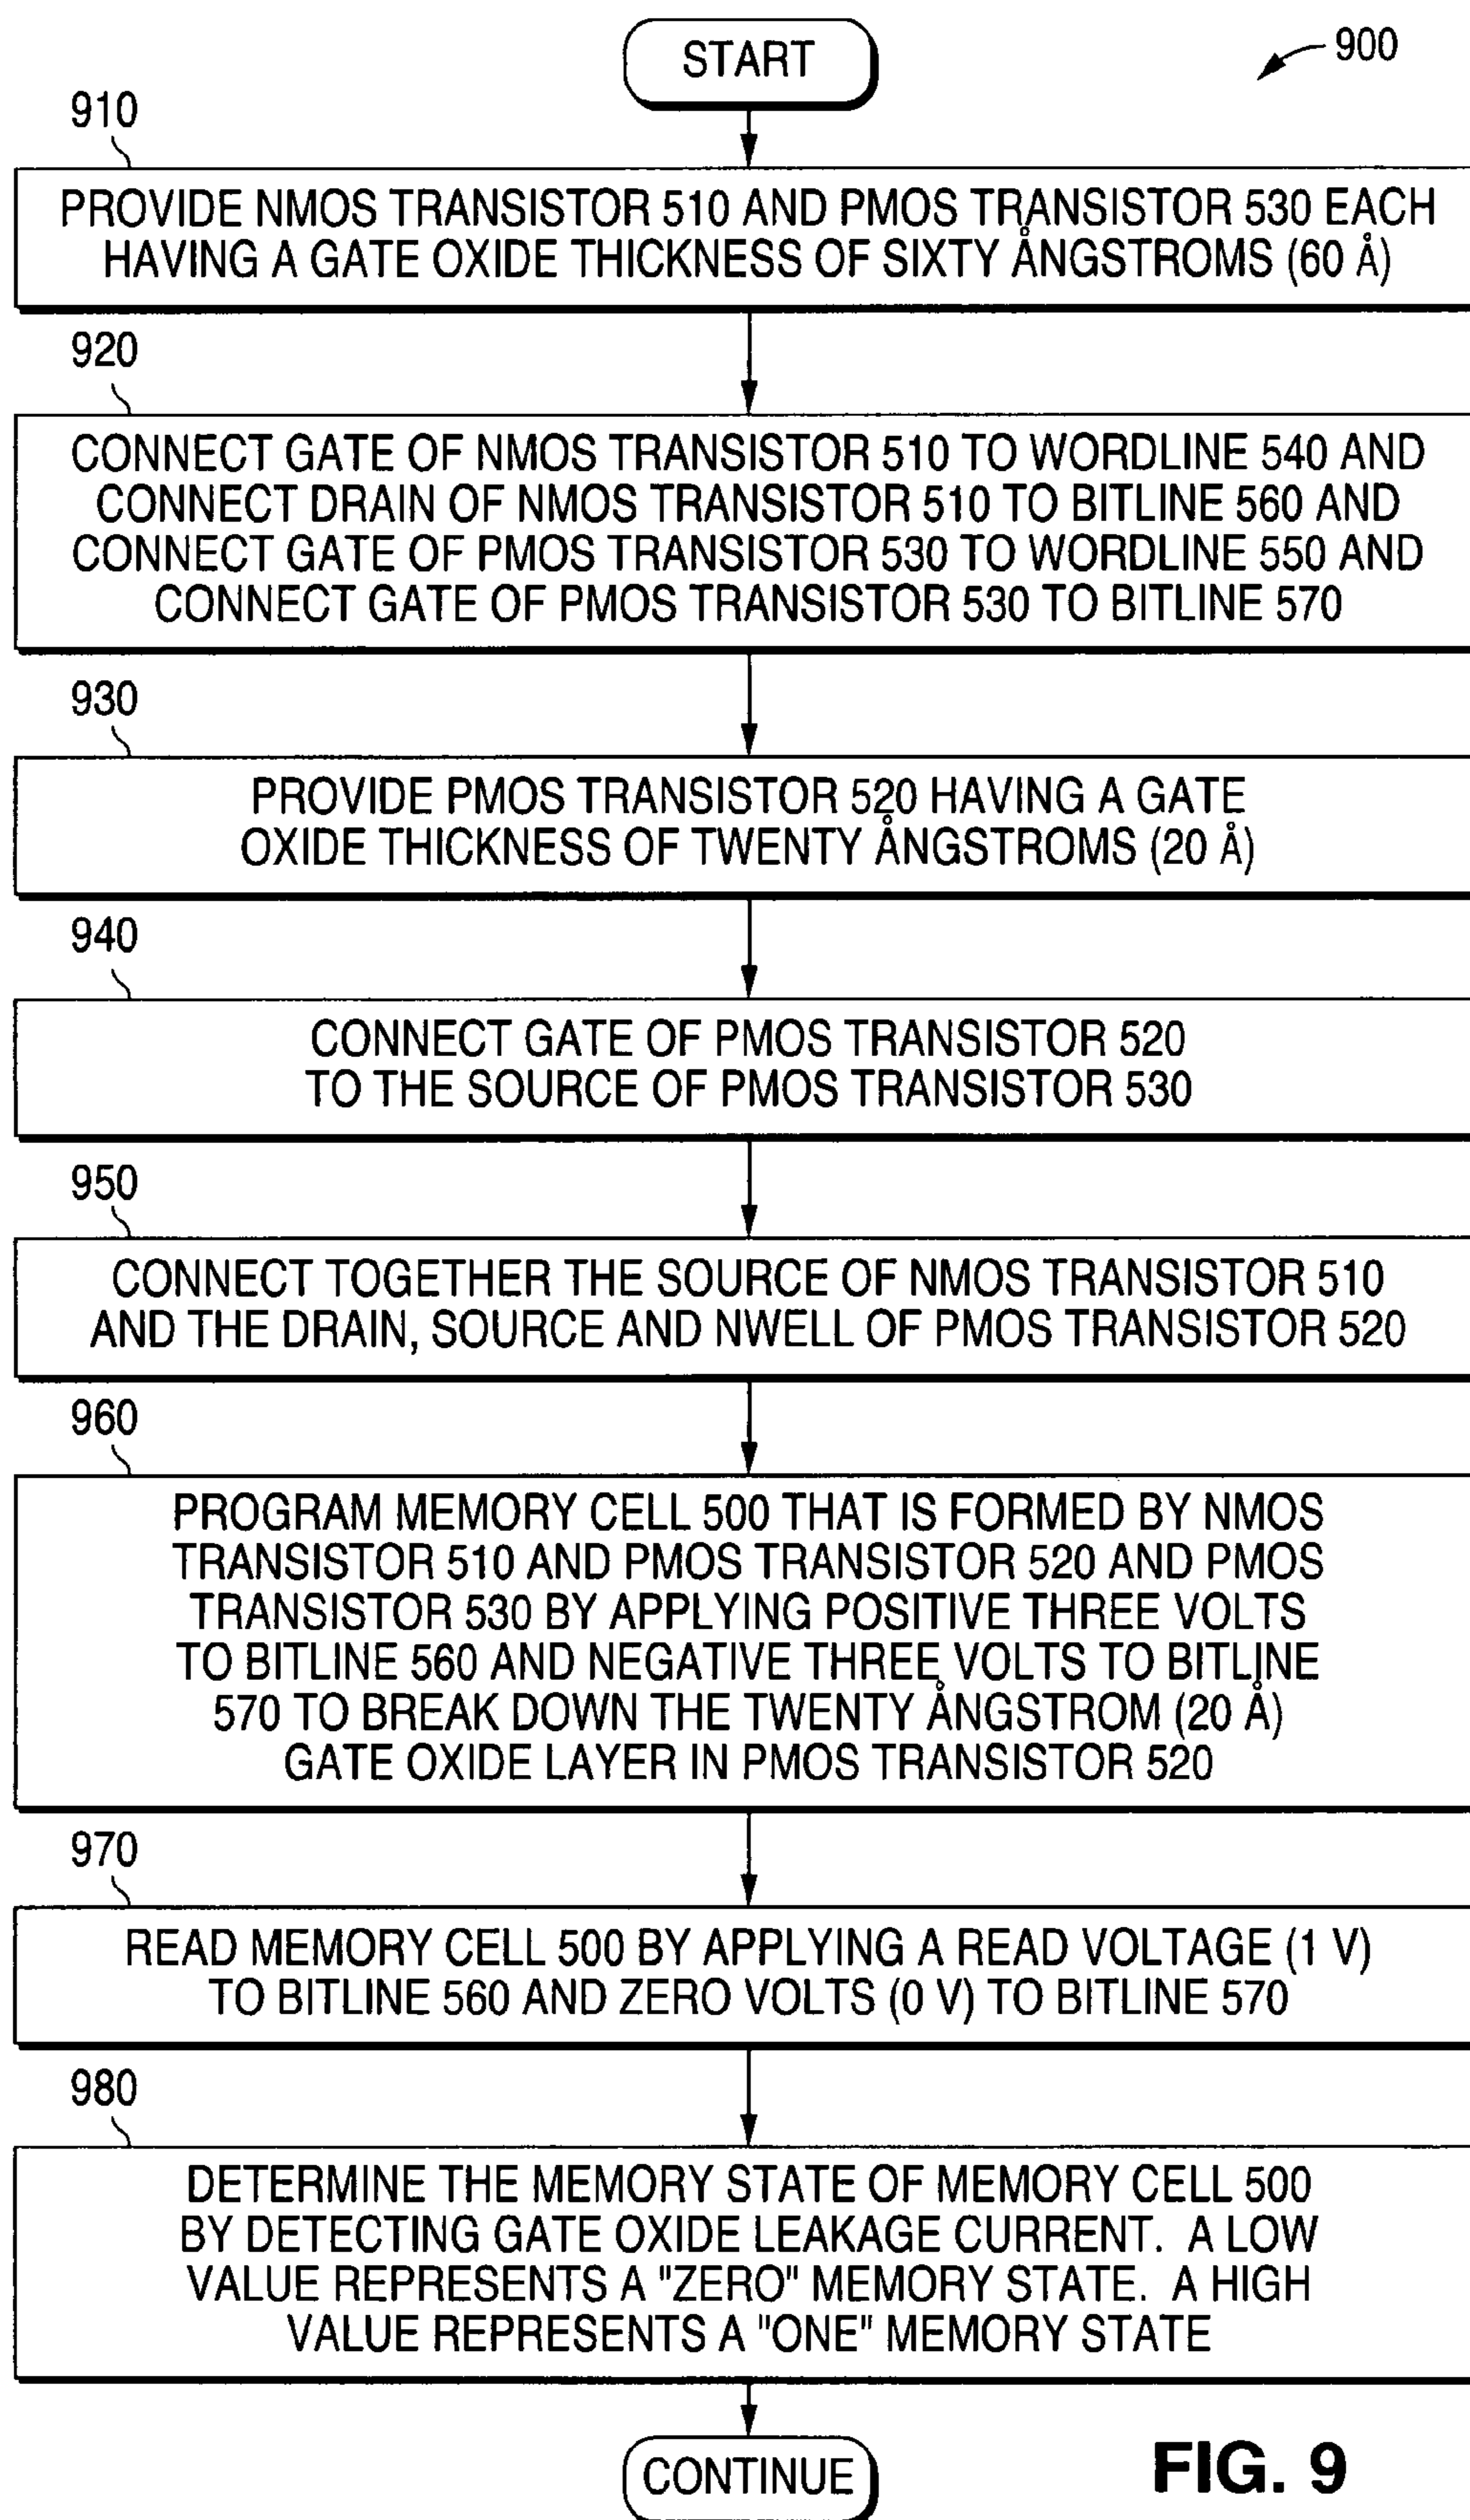 START
900
910
PROVIDE NMOS TRANSISTOR 510 AND PMOS TRANSISTOR 530 EACH
HAVING A GATE OXIDE THICKNESS OF SIXTY ÅNGSTROMS (60 Å)
920
CONNECT GATE OF NMOS TRANSISTOR 510 TO WORDLINE 540 AND
CONNECT DRAIN OF NMOS TRANSISTOR 510 TO BITLINE 560 AND
CONNECT GATE OF PMOS TRANSISTOR 530 TO WORDLINE 550 AND
CONNECT GATE OF PMOS TRANSISTOR 530 TO BITLINE 570
930
PROVIDE PMOS TRANSISTOR 520 HAVING A GATE
OXIDE THICKNESS OF TWENTY ÅNGSTROMS (20 Å)
940
CONNECT GATE OF PMOS TRANSISTOR 520
TO THE SOURCE OF PMOS TRANSISTOR 530
950
CONNECT TOGETHER THE SOURCE OF NMOS TRANSISTOR 510
AND THE DRAIN, SOURCE AND NWELL OF PMOS TRANSISTOR 520
960
PROGRAM MEMORY CELL 500 THAT IS FORMED BY NMOS
TRANSISTOR 510 AND PMOS TRANSISTOR 520 AND PMOS
TRANSISTOR 530 BY APPLYING POSITIVE THREE VOLTS
TO BITLINE 560 AND NEGATIVE THREE VOLTS TO BITLINE
570 TO BREAK DOWN THE TWENTY ÅNGSTROM (20 Å)
GATE OXIDE LAYER IN PMOS TRANSISTOR 520
970
READ MEMORY CELL 500 BY APPLYING A READ VOLTAGE (1 V)
TO BITLINE 560 AND ZERO VOLTS (0 V) TO BITLINE 570
980
DETERMINE THE MEMORY STATE OF MEMORY CELL 500
BY DETECTING GATE OXIDE LEAKAGE CURRENT. A LOW
VALUE REPRESENTS A "ZERO" MEMORY STATE. A HIGH
VALUE REPRESENTS A "ONE" MEMORY STATE
CONTINUE
FIG. 9